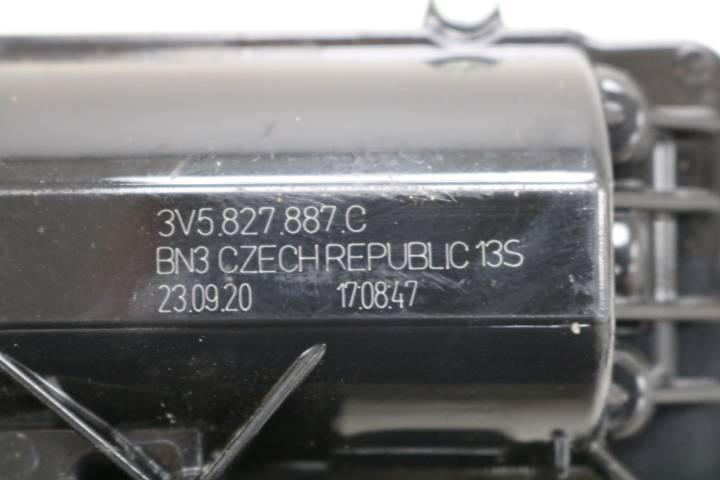 3V5.827.887.C
BN3 CZECH REPUBLIC 13S
23.09.20 17:08:47